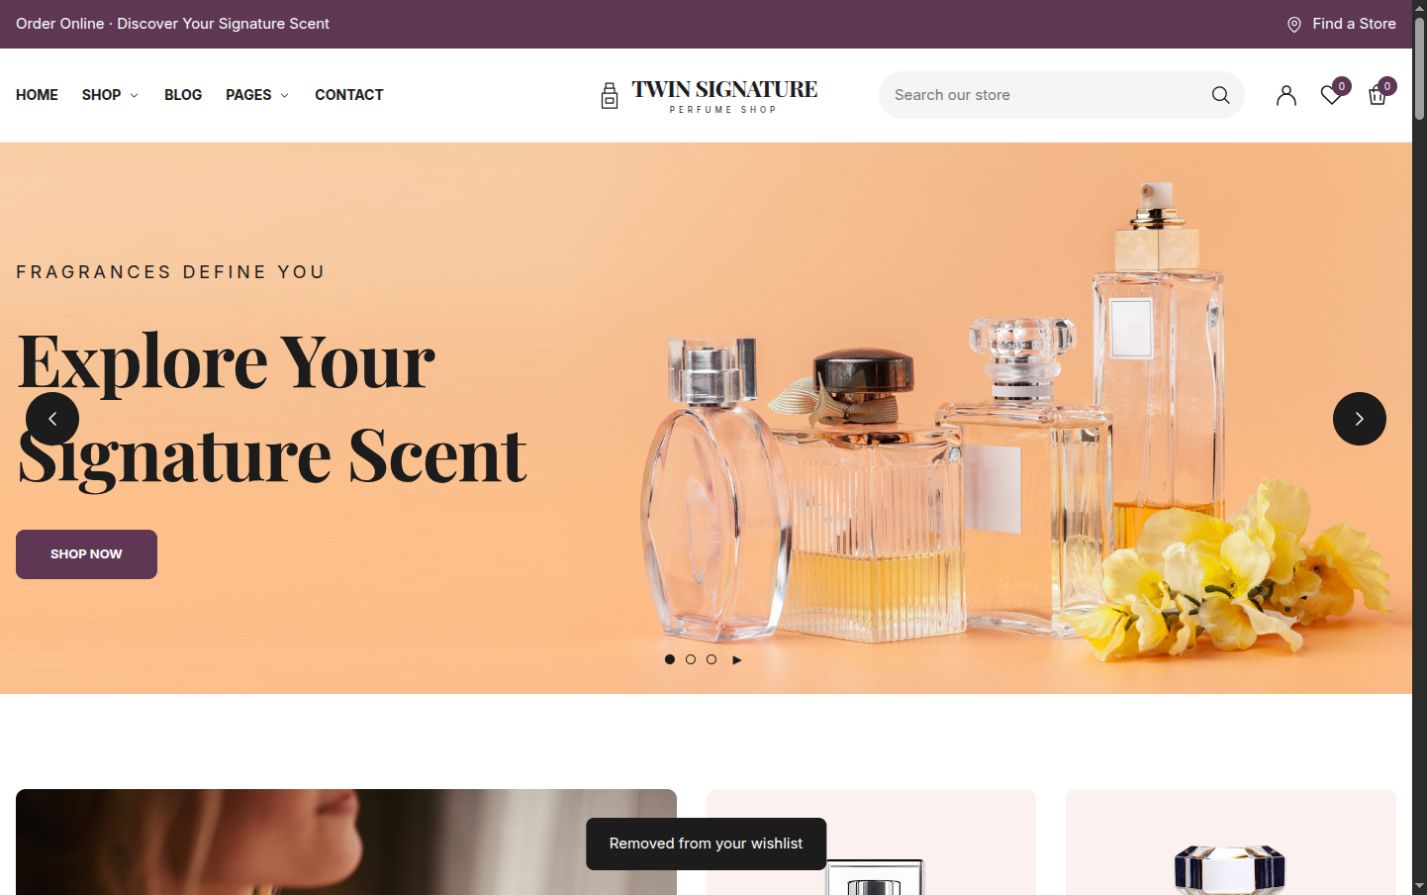 Order Online · Discover Your Signature Scent
Find a Store
HOME SHOP BLOG PAGES CONTACT
TWIN SIGNATURE
PERFUME SHOP
Search our store
0
0
FRAGRANCES DEFINE YOU
Explore Your
Signature Scent
SHOP NOW
Removed from your wishlist